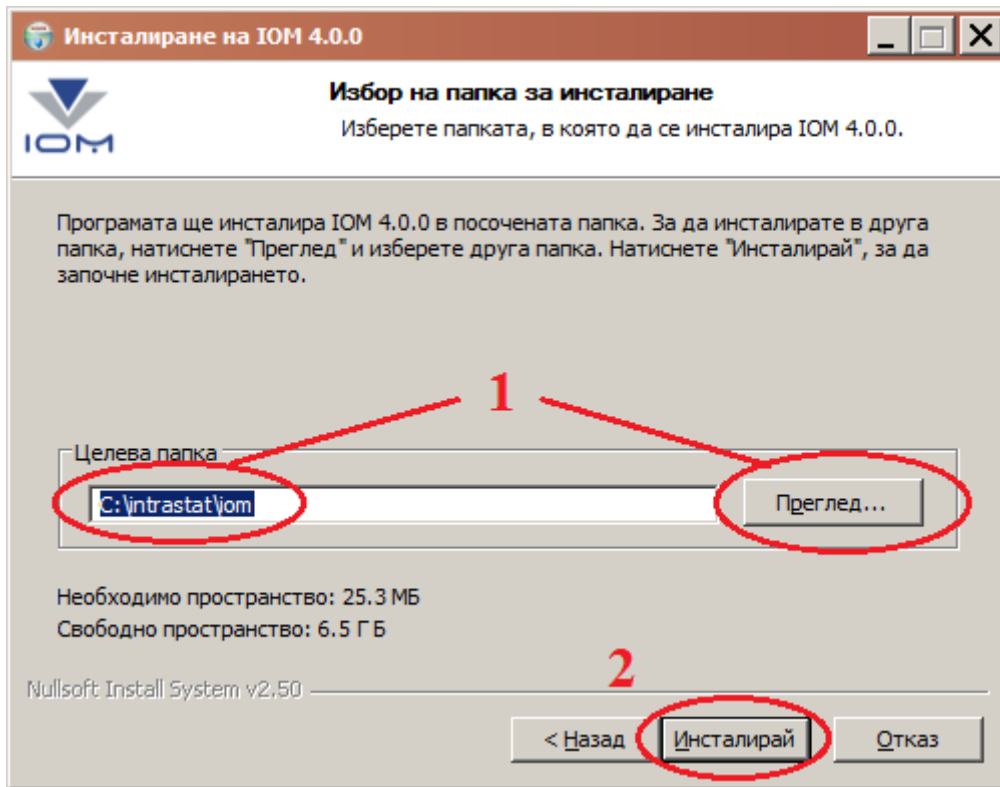 Инсталиране на IOM 4.0.0
IOM
Избор на папка за инсталиране
Изберете папката, в която да се инсталира IOM 4.0.0.
Програмата ще инсталира IOM 4.0.0 в посочената папка. За да инсталирате в друга
папка, натиснете "Преглед" и изберете друга папка. Натиснете "Инсталирай", за да
започне инсталирането.
1
Целева папка
C:\intrastat\iom
Преглед...
Необходимо пространство: 25.3 МБ
Свободно пространство: 6.5 ГБ
2
Nullsoft Install System v2.50
< Назад
Инсталирай
Отказ